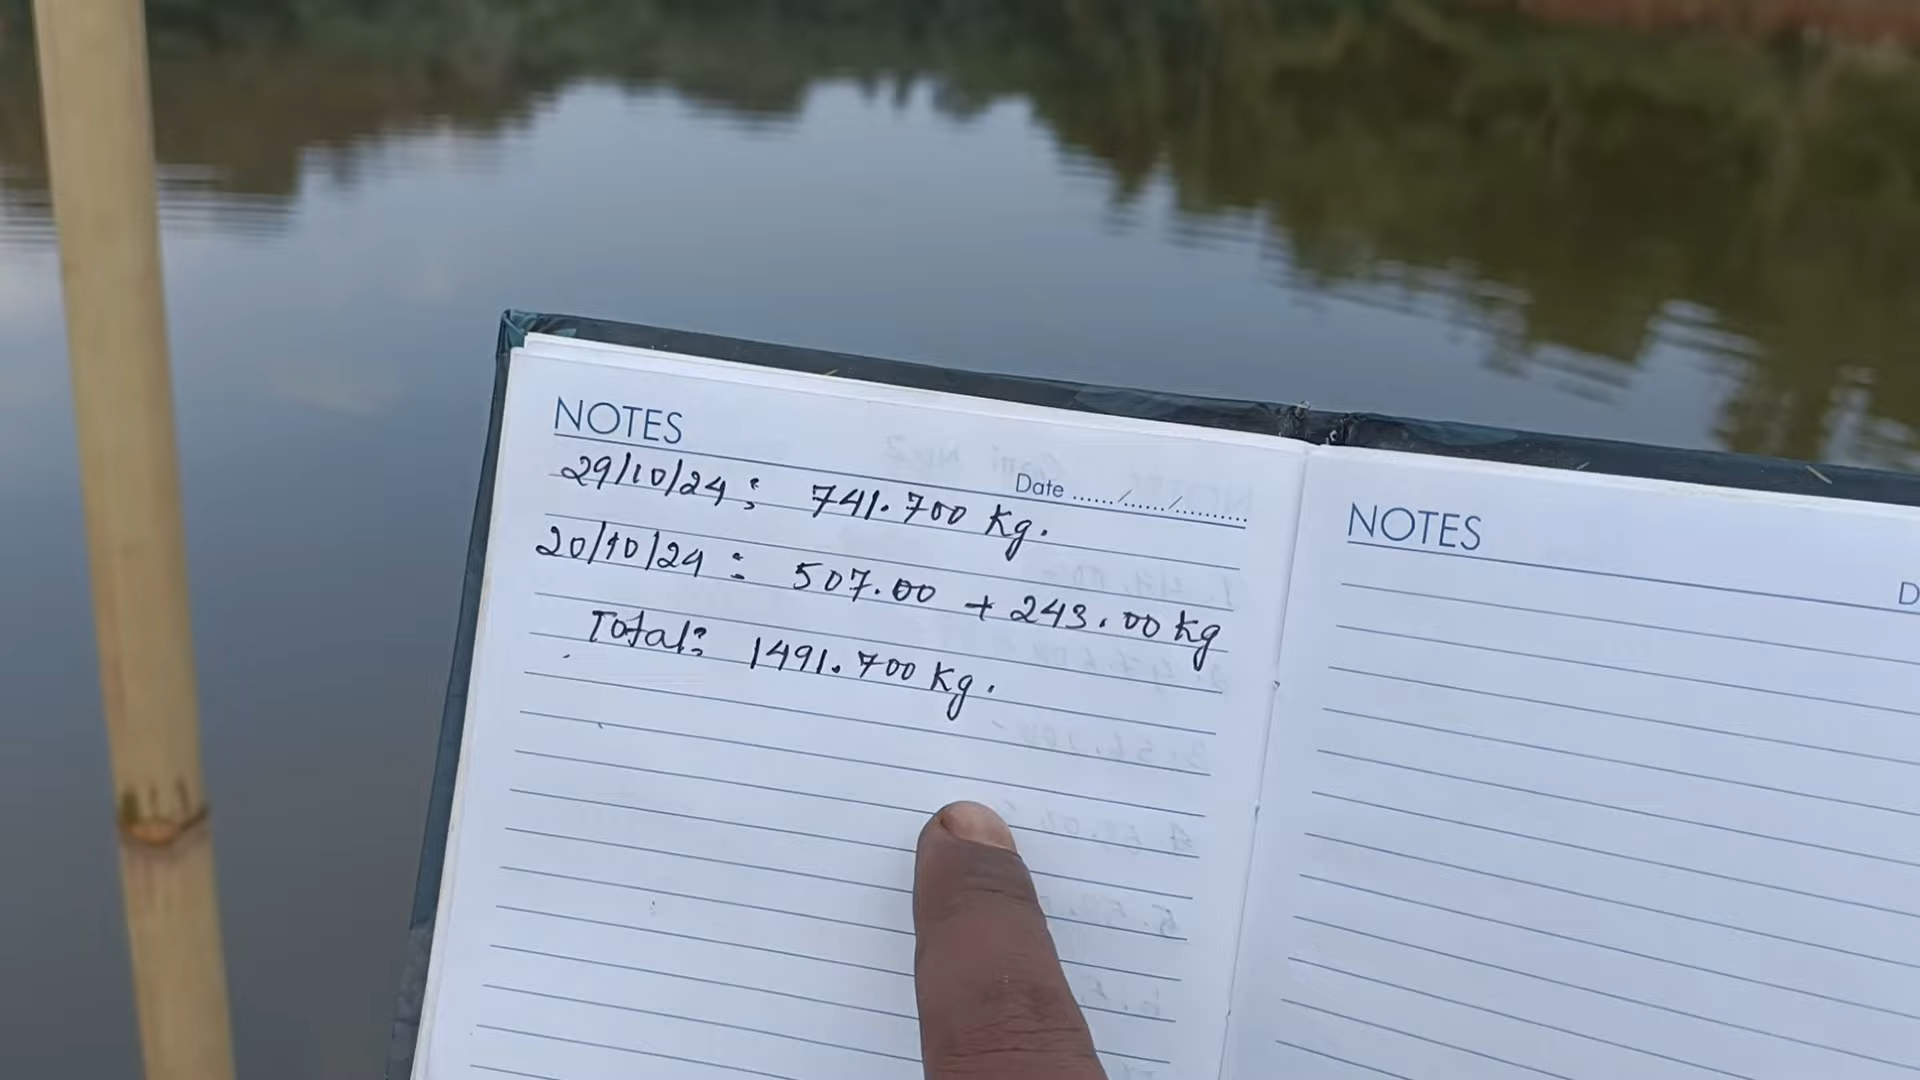 NOTES
Date ....../....../..........
29/10/24: 741.700 Kg.
20/10/24: 507.00 + 243.00 Kg
Total: 1491.700 Kg.
NOTES
D